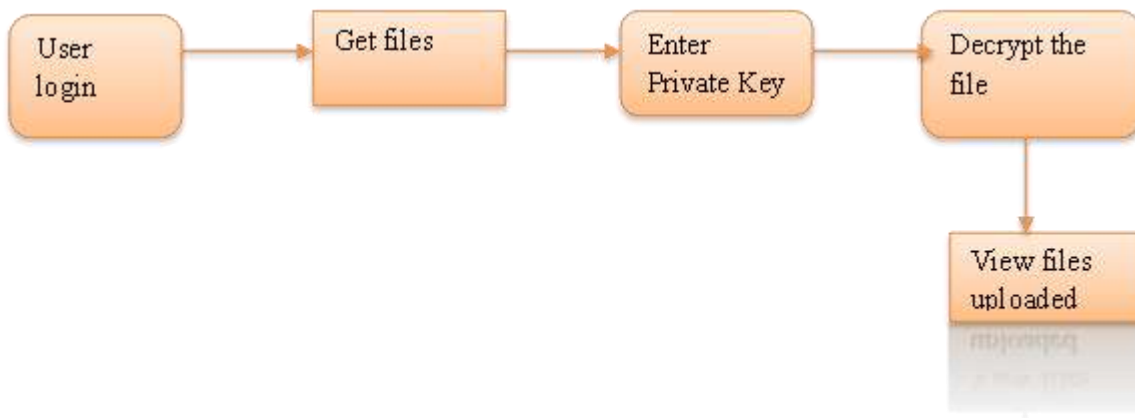 User
login
Get files
Enter
Private Key
Decrypt the
file
View files
uploaded